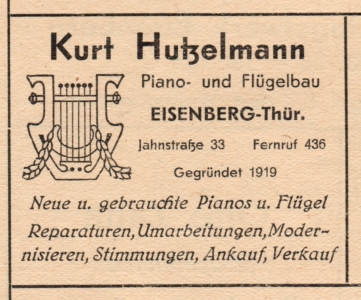 Kurt Hutzelmann
Piano- und Flügelbau
EISENBERG-Thür.
Jahnstraße 33 Fernruf 436
Gegründet 1919
Neue u. gebrauchte Pianos u. Flügel
Reparaturen, Umarbeitungen, Moder-
nisieren, Stimmungen, Ankauf, Verkauf